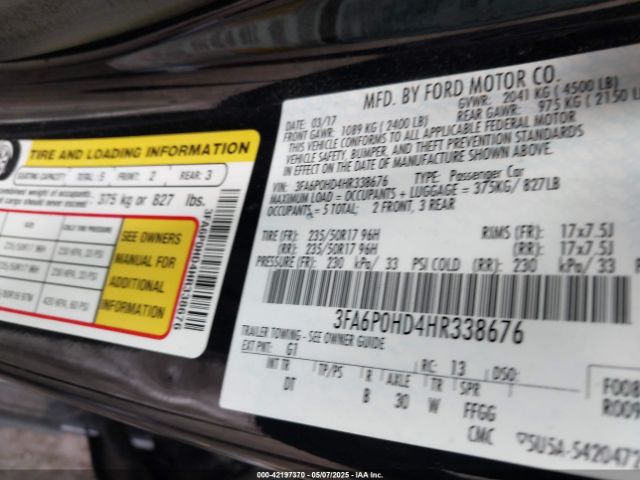 TIRE AND LOADING INFORMATION
SEATING CAPACITY TOTAL: 5 FRONT: 2 REAR: 3
375 kg or 827 lbs.
SEE OWNERS
MANUAL FOR
ADDITIONAL
INFORMATION
3FA6P0HD4HR338676
MFD. BY FORD MOTOR CO.
DATE: 03/17 GVWR: 2041 KG ( 4500 LB)
FRONT GAWR: 1089 KG ( 2400 LB) REAR GAWR: 975 KG ( 2150 L
THIS VEHICLE CONFORMS TO ALL APPLICABLE FEDERAL MOTOR
VEHICLE SAFETY, BUMPER, AND THEFT PREVENTION STANDARDS
IN EFFECT ON THE DATE OF MANUFACTURE SHOWN ABOVE.
VIN: 3FA6P0HD4HR338676 TYPE: Passenger Car
MAXIMUM LOAD = OCCUPANTS + LUGGAGE = 375KG/ 827LB
OCCUPANTS = 5 TOTAL: 2 FRONT, 3 REAR
TIRE (FR): 235/50R17 96H RIMS (FR): 17x7.5J
(RR): 235/50R17 96H (RR): 17x7.5J
PRESSURE (FR): 230 kPa/ 33 PSI COLD (RR): 230 kPa/ 33
3FA6P0HD4HR338676
TRAILER TOWING - SEE OWNER GUIDE
EXT PNT: G1 RC: 13 DSO: F008
INT TR TP/PS R AXLE TR SPR R009
DT B 30 W FFGG
CMC 5U5A-5420472
000-42197370 - 05/07/2025 - IAAI.COM